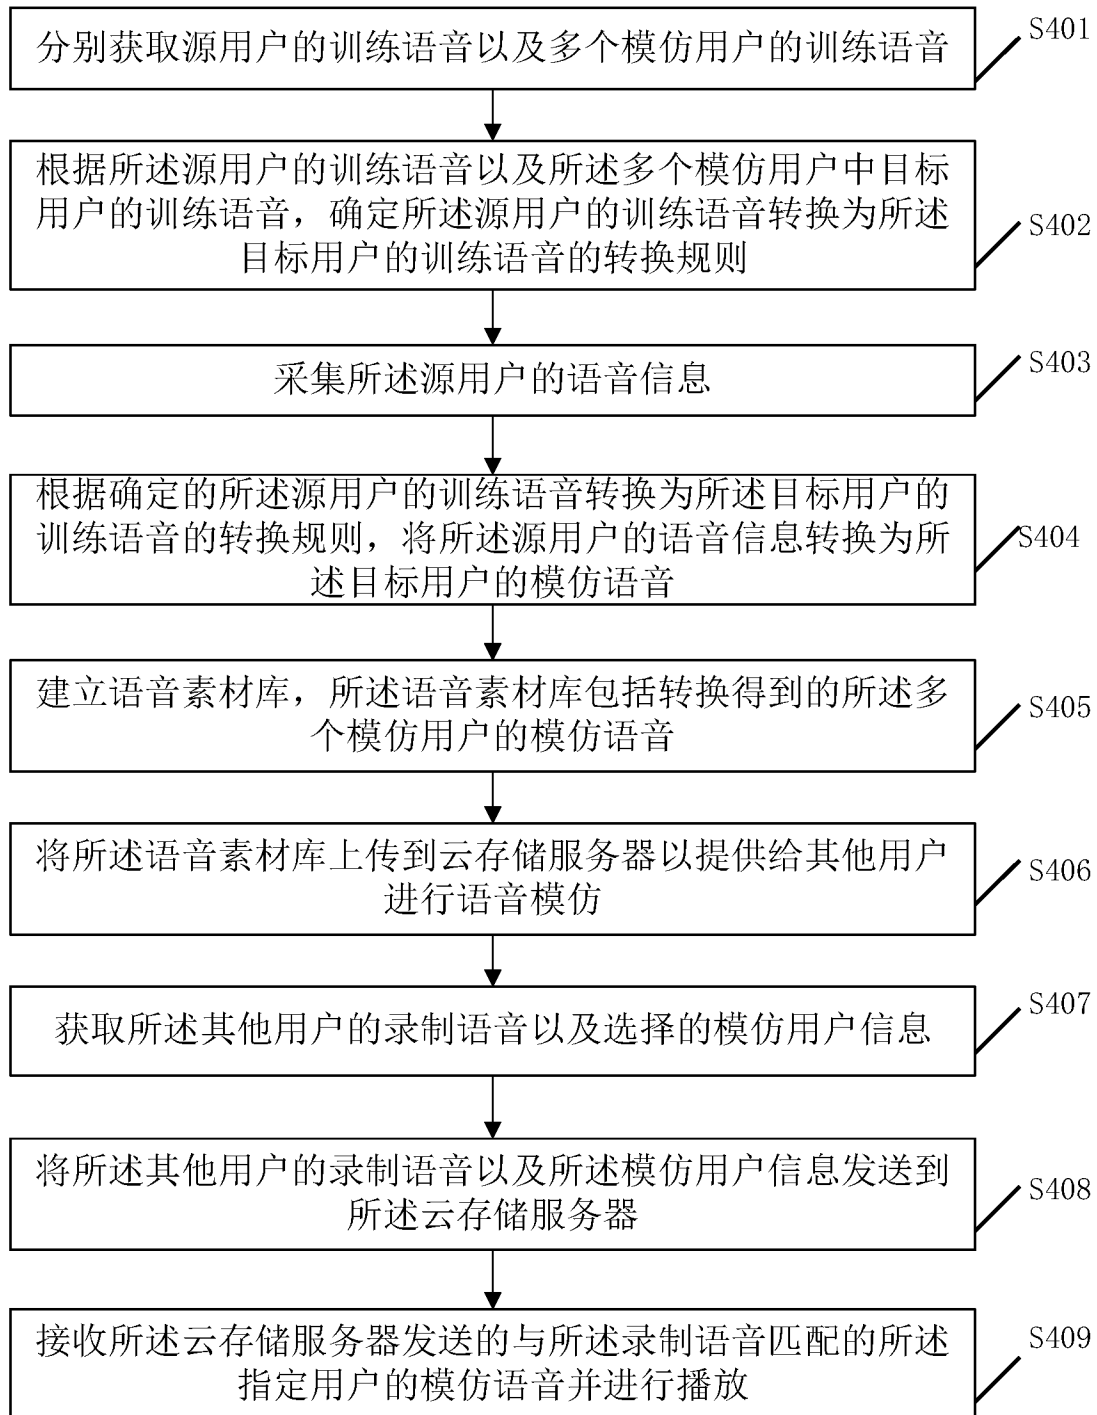 分别获取源用户的训练语音以及多个模仿用户的训练语音
S401
根据所述源用户的训练语音以及所述多个模仿用户中目标
用户的训练语音，确定所述源用户的训练语音转换为所述
目标用户的训练语音的转换规则
S402
采集所述源用户的语音信息
S403
根据确定的所述源用户的训练语音转换为所述目标用户的
训练语音的转换规则，将所述源用户的语音信息转换为所
述目标用户的模仿语音
S404
建立语音素材库，所述语音素材库包括转换得到的所述多
个模仿用户的模仿语音
S405
将所述语音素材库上传到云存储服务器以提供给其他用户
进行语音模仿
S406
获取所述其他用户的录制语音以及选择的模仿用户信息
S407
将所述其他用户的录制语音以及所述模仿用户信息发送到
所述云存储服务器
S408
接收所述云存储服务器发送的与所述录制语音匹配的所述
指定用户的模仿语音并进行播放
S409